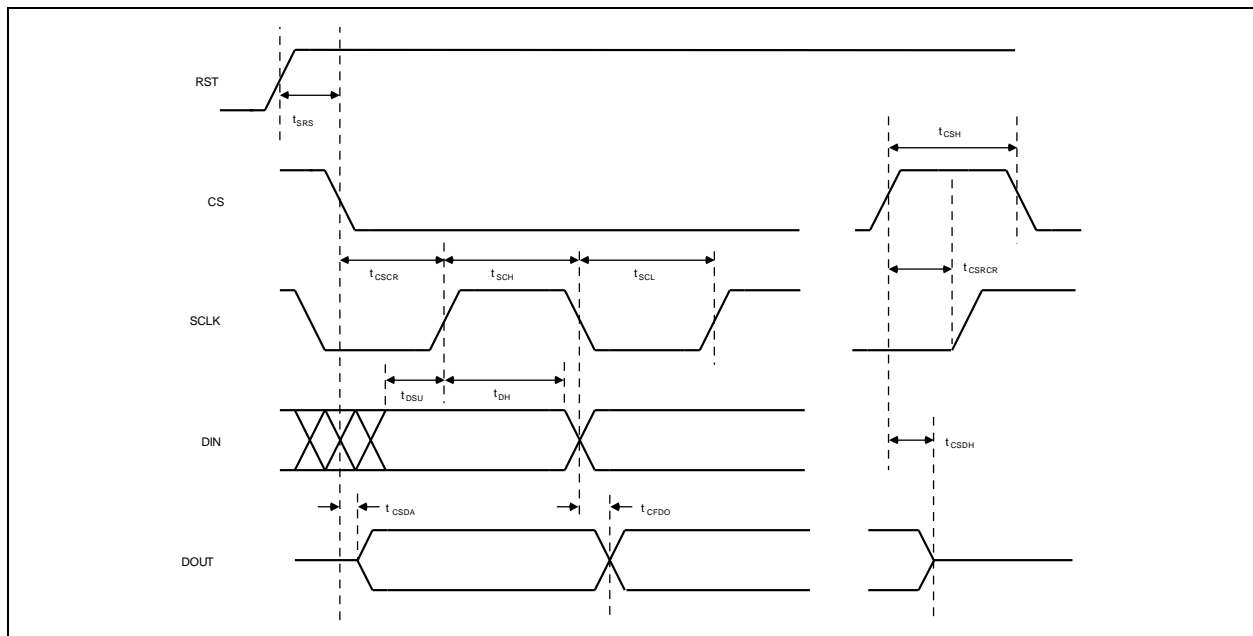 RST
tSRS
tCSH
CS
tCSCR
tSCH
tSCL
tCSRCR
SCLK
tDSU
tDH
DIN
tCSDH
tCSDA
tCFDO
DOUT